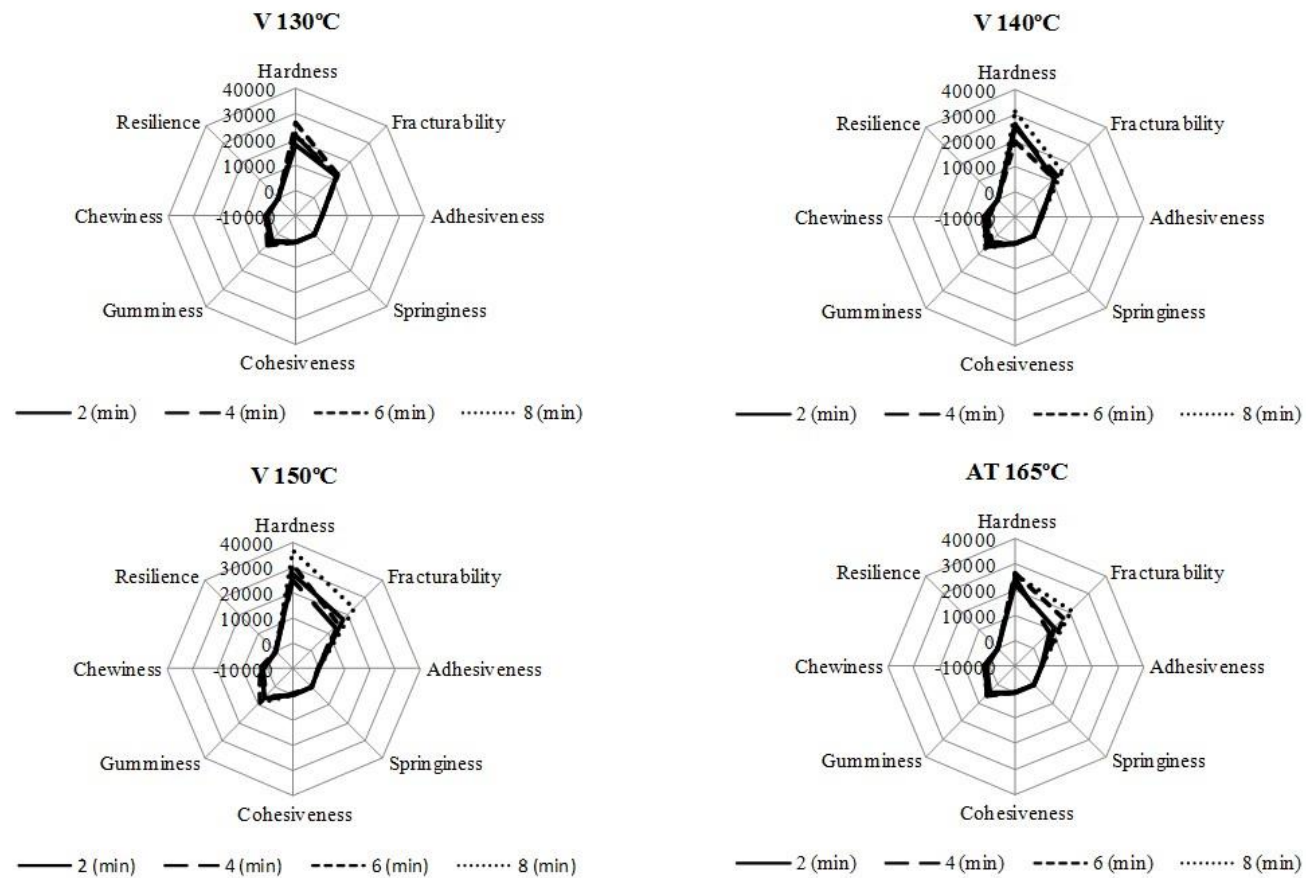 V 130ºC
Hardness
40000
30000
20000
10000
0
-10000
Fracturability
Adhesiveness
Springiness
Cohesiveness
Gumminess
Chewiness
Resilience
2 (min) 4 (min) 6 (min) 8 (min)
V 140ºC
Hardness
40000
30000
20000
10000
0
-10000
Fracturability
Adhesiveness
Springiness
Cohesiveness
Gumminess
Chewiness
Resilience
2 (min) 4 (min) 6 (min) 8 (min)
V 150ºC
Hardness
40000
30000
20000
10000
0
-10000
Fracturability
Adhesiveness
Springiness
Cohesiveness
Gumminess
Chewiness
Resilience
2 (min) 4 (min) 6 (min) 8 (min)
AT 165ºC
Hardness
40000
30000
20000
10000
0
-10000
Fracturability
Adhesiveness
Springiness
Cohesiveness
Gumminess
Chewiness
Resilience
2 (min) 4 (min) 6 (min) 8 (min)